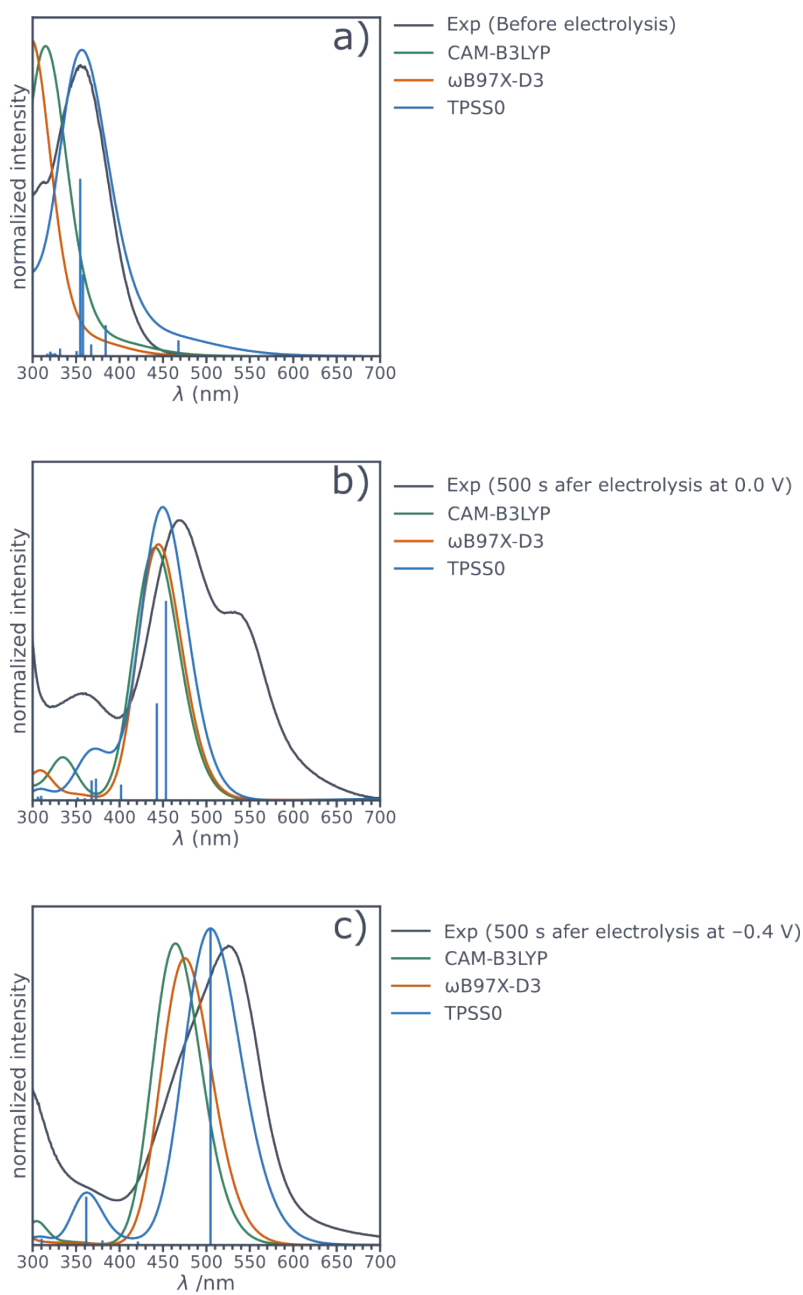 a)
Exp (Before electrolysis)
CAM-B3LYP
ωB97X-D3
TPSS0
normalized intensity
300 350 400 450 500 550 600 650 700
λ (nm)
b)
Exp (500 s afer electrolysis at 0.0 V)
CAM-B3LYP
ωB97X-D3
TPSS0
normalized intensity
300 350 400 450 500 550 600 650 700
λ (nm)
c)
Exp (500 s afer electrolysis at –0.4 V)
CAM-B3LYP
ωB97X-D3
TPSS0
normalized intensity
300 350 400 450 500 550 600 650 700
λ /nm